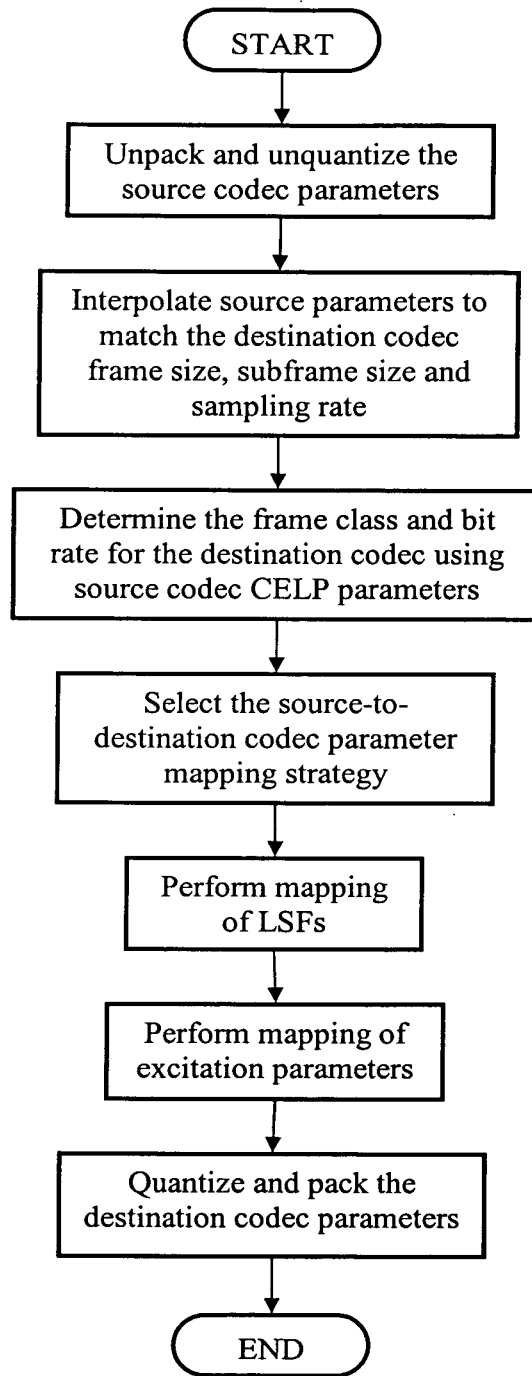 START
Unpack and unquantize the
source codec parameters
Interpolate source parameters to
match the destination codec
frame size, subframe size and
sampling rate
Determine the frame class and bit
rate for the destination codec using
source codec CELP parameters
Select the source-to-
destination codec parameter
mapping strategy
Perform mapping
of LSFs
Perform mapping of
excitation parameters
Quantize and pack the
destination codec parameters
END